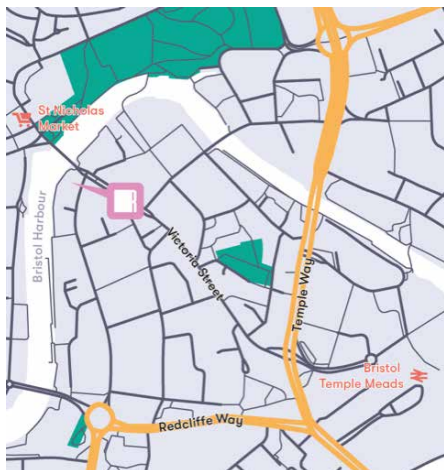 St Nicholas
Market
Bristol Harbour
Victoria Street
Temple Way
Bristol
Temple Meads
Redcliffe Way